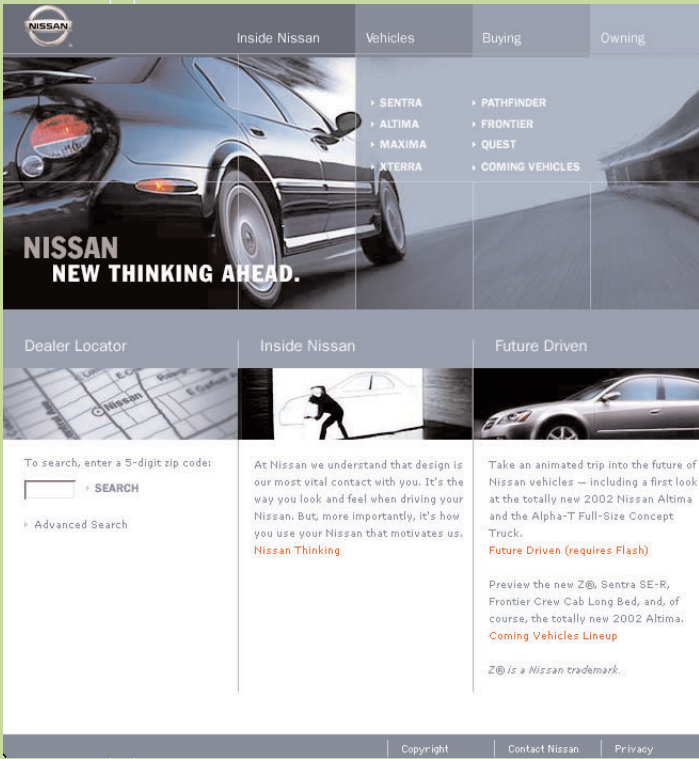 NISSAN
Inside Nissan
Vehicles
Buying
Owning
SENTRA
ALTIMA
MAXIMA
XTERRA
PATHFINDER
FRONTIER
QUEST
COMING VEHICLES
NISSAN
NEW THINKING AHEAD.
Dealer Locator
Nissan
To search, enter a 5-digit zip code:
SEARCH
Advanced Search
Inside Nissan
At Nissan we understand that design is
our most vital contact with you. It's the
way you look and feel when driving your
Nissan. But, more importantly, it's how
you use your Nissan that motivates us.
Nissan Thinking
Future Driven
Take an animated trip into the future of
Nissan vehicles — including a first look
at the totally new 2002 Nissan Altima
and the Alpha-T Full-Size Concept
Truck.
Future Driven (requires Flash)
Preview the new Z®, Sentra SE-R,
Frontier Crew Cab Long Bed, and, of
course, the totally new 2002 Altima.
Coming Vehicles Lineup
Z® is a Nissan trademark.
Copyright
Contact Nissan
Privacy